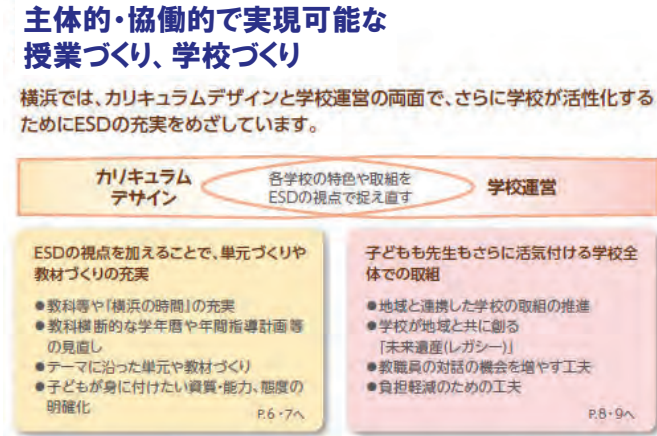 主体的・協働的で実現可能な
授業づくり、学校づくり
横浜では、カリキュラムデザインと学校運営の両面で、さらに学校が活性化する
ためにESDの充実をめざしています。
カリキュラム
デザイン
各学校の特色や取組を
ESDの視点で捉え直す
学校運営
ESDの視点を加えることで、単元づくりや
教材づくりの充実
●教科等や「横浜の時間」の充実
●教科横断的な学年暦や年間指導計画等
の見直し
●テーマに沿った単元や教材づくり
●子どもが身に付けたい資質・能力、態度の
明確化
P.6・7へ
子どもも先生もさらに活気付ける学校全
体での取組
●地域と連携した学校の取組の推進
●学校が地域と共に創る
「未来遺産(レガシー)」
●教職員の対話の機会を増やす工夫
●負担軽減のための工夫
P.8・9へ